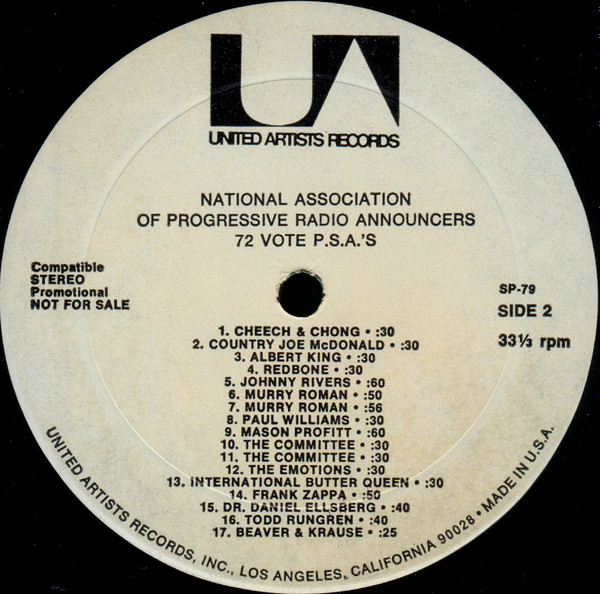 UA
UNITED ARTISTS RECORDS
NATIONAL ASSOCIATION
OF PROGRESSIVE RADIO ANNOUNCERS
72 VOTE P.S.A.'S
Compatible
STEREO
Promotional
NOT FOR SALE
SP-79
SIDE 2
33⅓ rpm
1. CHEECH & CHONG • :30
2. COUNTRY JOE McDONALD • :30
3. ALBERT KING • :30
4. REDBONE • :30
5. JOHNNY RIVERS • :60
6. MURRY ROMAN • :50
7. MURRY ROMAN • :56
8. PAUL WILLIAMS • :30
9. MASON PROFITT • :60
10. THE COMMITTEE • :30
11. THE COMMITTEE • :30
12. THE EMOTIONS • :30
13. INTERNATIONAL BUTTER QUEEN • :30
14. FRANK ZAPPA • :50
15. DR. DANIEL ELLSBERG • :40
16. TODD RUNGREN • :40
17. BEAVER & KRAUSE • :25
UNITED ARTISTS RECORDS, INC., LOS ANGELES, CALIFORNIA 90028 • MADE IN U.S.A.